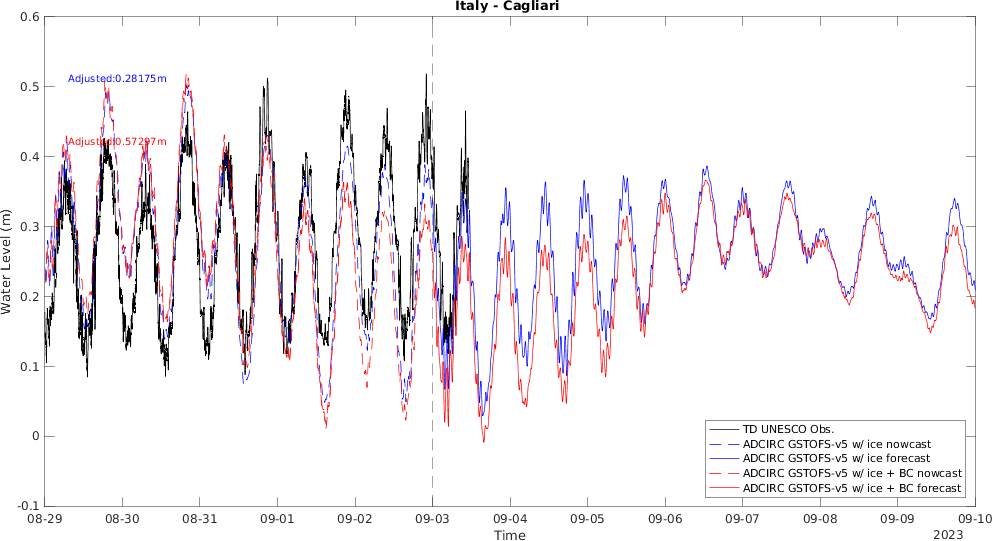 Italy - Cagliari
0.6
0.5
0.4
0.3
0.2
0.1
0
-0.1
Water Level (m)
Adjusted:0.28175m
Adjusted:0.57297m
TD UNESCO Obs.
ADCIRC GSTOFS-v5 w/ ice nowcast
ADCIRC GSTOFS-v5 w/ ice forecast
ADCIRC GSTOFS-v5 w/ ice + BC nowcast
ADCIRC GSTOFS-v5 w/ ice + BC forecast
08-29 08-30 08-31 09-01 09-02 09-03 09-04 09-05 09-06 09-07 09-08 09-09 09-10
Time
2023